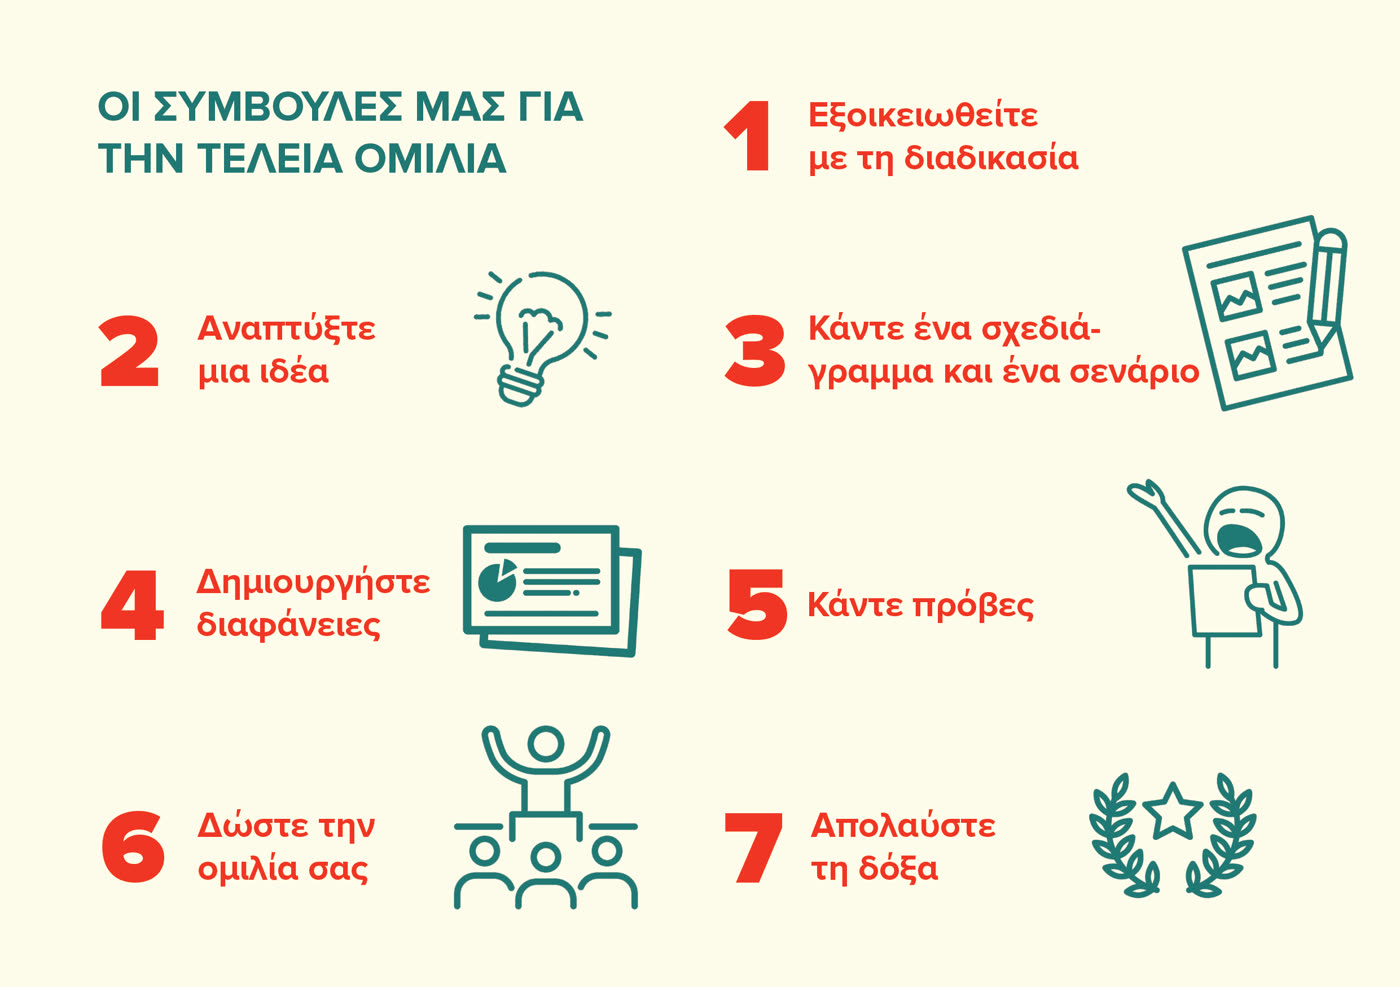 ΟΙ ΣΥΜΒΟΥΛΕΣ ΜΑΣ ΓΙΑ
ΤΗΝ ΤΕΛΕΙΑ ΟΜΙΛΙΑ
1
Εξοικειωθείτε
με τη διαδικασία
2
Αναπτύξτε
μια ιδέα
3
Κάντε ένα σχεδιά-
γραμμα και ένα σενάριο
4
Δημιουργήστε
διαφάνειες
5
Κάντε πρόβες
6
Δώστε την
ομιλία σας
7
Απολαύστε
τη δόξα